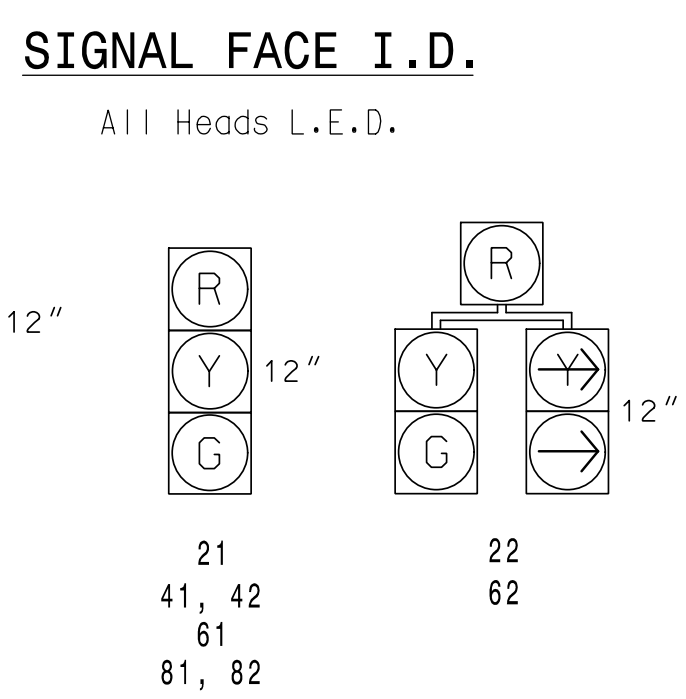 SIGNAL FACE I.D.
All Heads L.E.D.
12"
R
Y
G
12"
R
Y
G
Y
12"
21
41, 42
61
81, 82
22
62